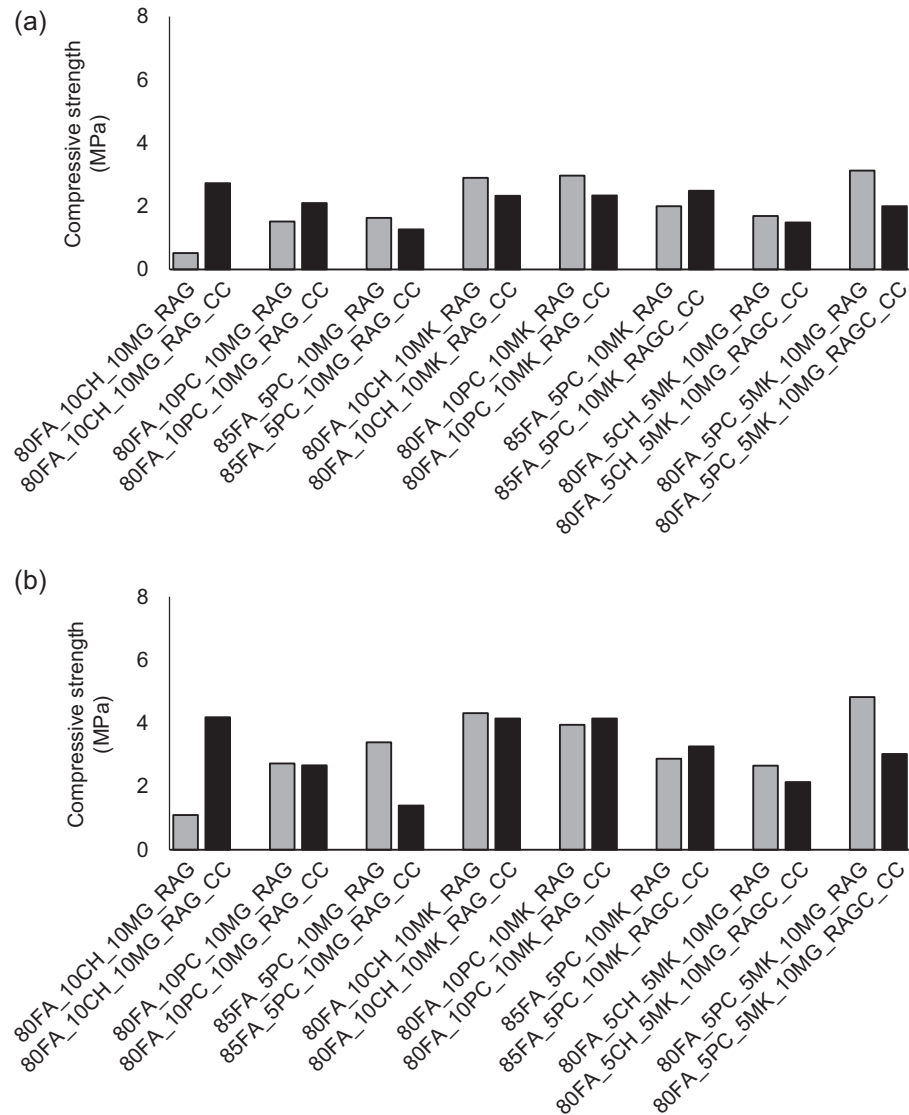 (a)
Compressive strength
(MPa)
8
6
4
2
0
80FA_10CH_10MG_RAG
80FA_10CH_10MG_RAG_CC
80FA_10PC_10MG_RAG
80FA_10PC_10MG_RAG_CC
85FA_5PC_10MG_RAG
85FA_5PC_10MG_RAG_CC
80FA_10CH_10MK_RAG
80FA_10CH_10MK_RAG_CC
80FA_10PC_10MK_RAG
80FA_10PC_10MK_RAG_CC
85FA_5PC_10MK_RAG
85FA_5PC_10MK_RAGC_CC
80FA_5CH_5MK_10MG_RAG
80FA_5CH_5MK_10MG_RAGC_CC
80FA_5PC_5MK_10MG_RAG
80FA_5PC_5MK_10MG_RAGC_CC
(b)
Compressive strength
(MPa)
8
6
4
2
0
80FA_10CH_10MG_RAG
80FA_10CH_10MG_RAG_CC
80FA_10PC_10MG_RAG
80FA_10PC_10MG_RAG_CC
85FA_5PC_10MG_RAG
85FA_5PC_10MG_RAG_CC
80FA_10CH_10MK_RAG
80FA_10CH_10MK_RAG_CC
80FA_10PC_10MK_RAG
80FA_10PC_10MK_RAG_CC
85FA_5PC_10MK_RAG
85FA_5PC_10MK_RAGC_CC
80FA_5CH_5MK_10MG_RAG
80FA_5CH_5MK_10MG_RAGC_CC
80FA_5PC_5MK_10MG_RAG
80FA_5PC_5MK_10MG_RAGC_CC